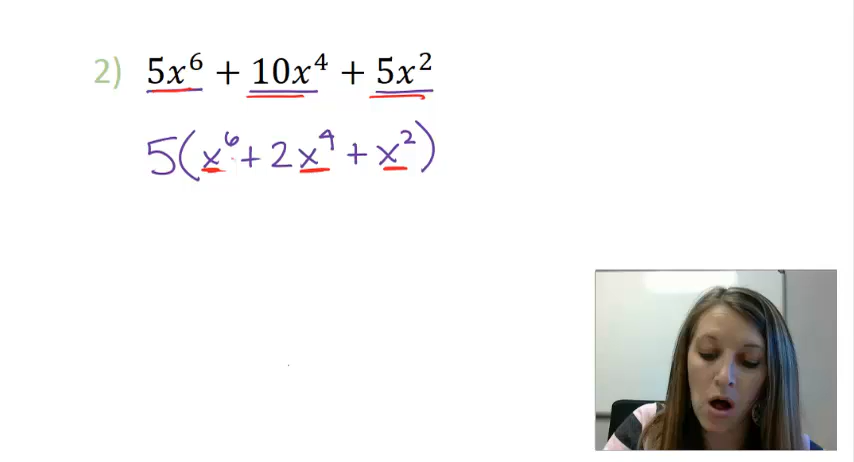 2) 5x⁶ + 10x⁴ + 5x²
5(x⁶ + 2x⁴ + x²)